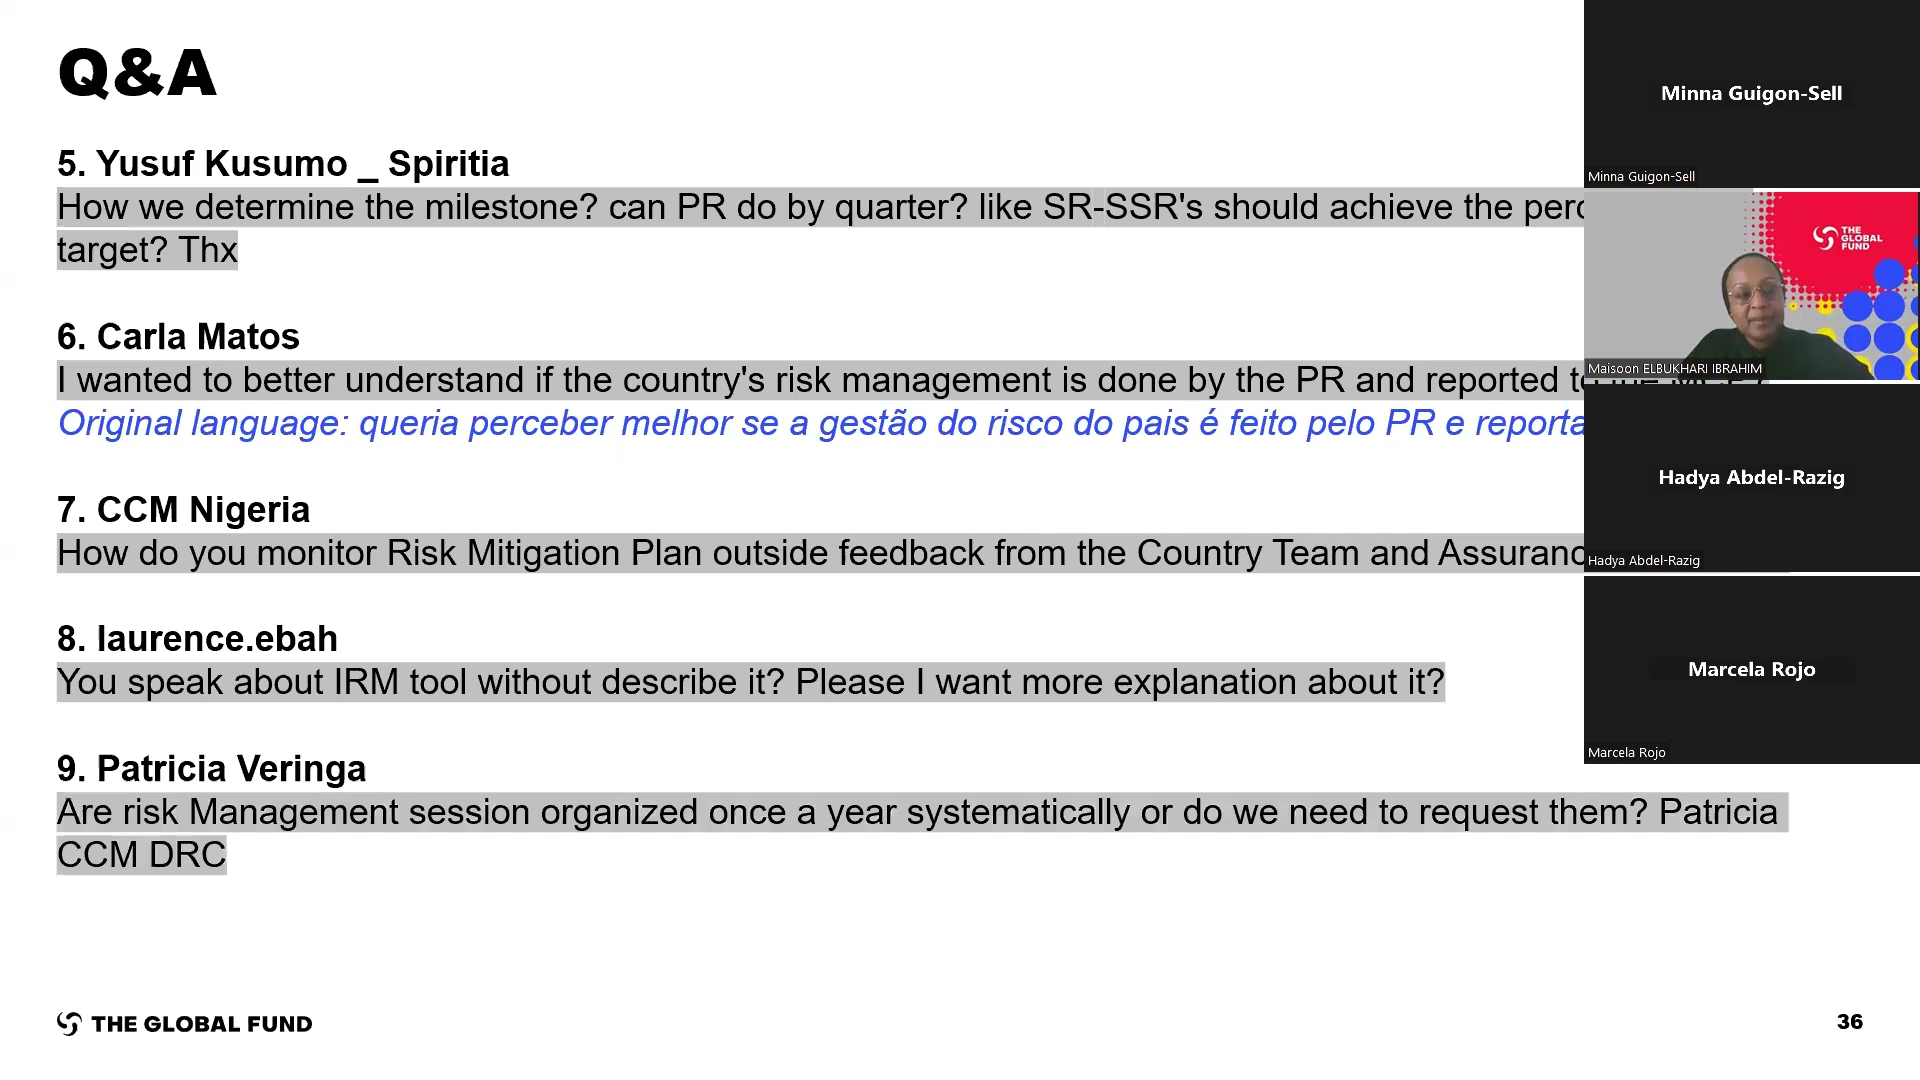 Q&A
5. Yusuf Kusumo _ Spiritia
How we determine the milestone? can PR do by quarter? like SR-SSR's should achieve the
target? Thx
6. Carla Matos
I wanted to better understand if the country's risk management is done by the PR and reported
Original language: queria perceber melhor se a gestão do risco do pais é feito pelo PR e
7. CCM Nigeria
How do you monitor Risk Mitigation Plan outside feedback from the Country Team and
8. laurence.ebah
You speak about IRM tool without describe it? Please I want more explanation about it?
9. Patricia Veringa
Are risk Management session organized once a year systematically or do we need to request them? Patricia
CCM DRC
THE GLOBAL FUND
36
Minna Guigon-Sell
Minna Guigon-Sell
THE
GLOBAL
FUND
Maisoon ELBUKHARI IBRAHIM
Hadya Abdel-Razig
Hadya Abdel-Razig
Marcela Rojo
Marcela Rojo